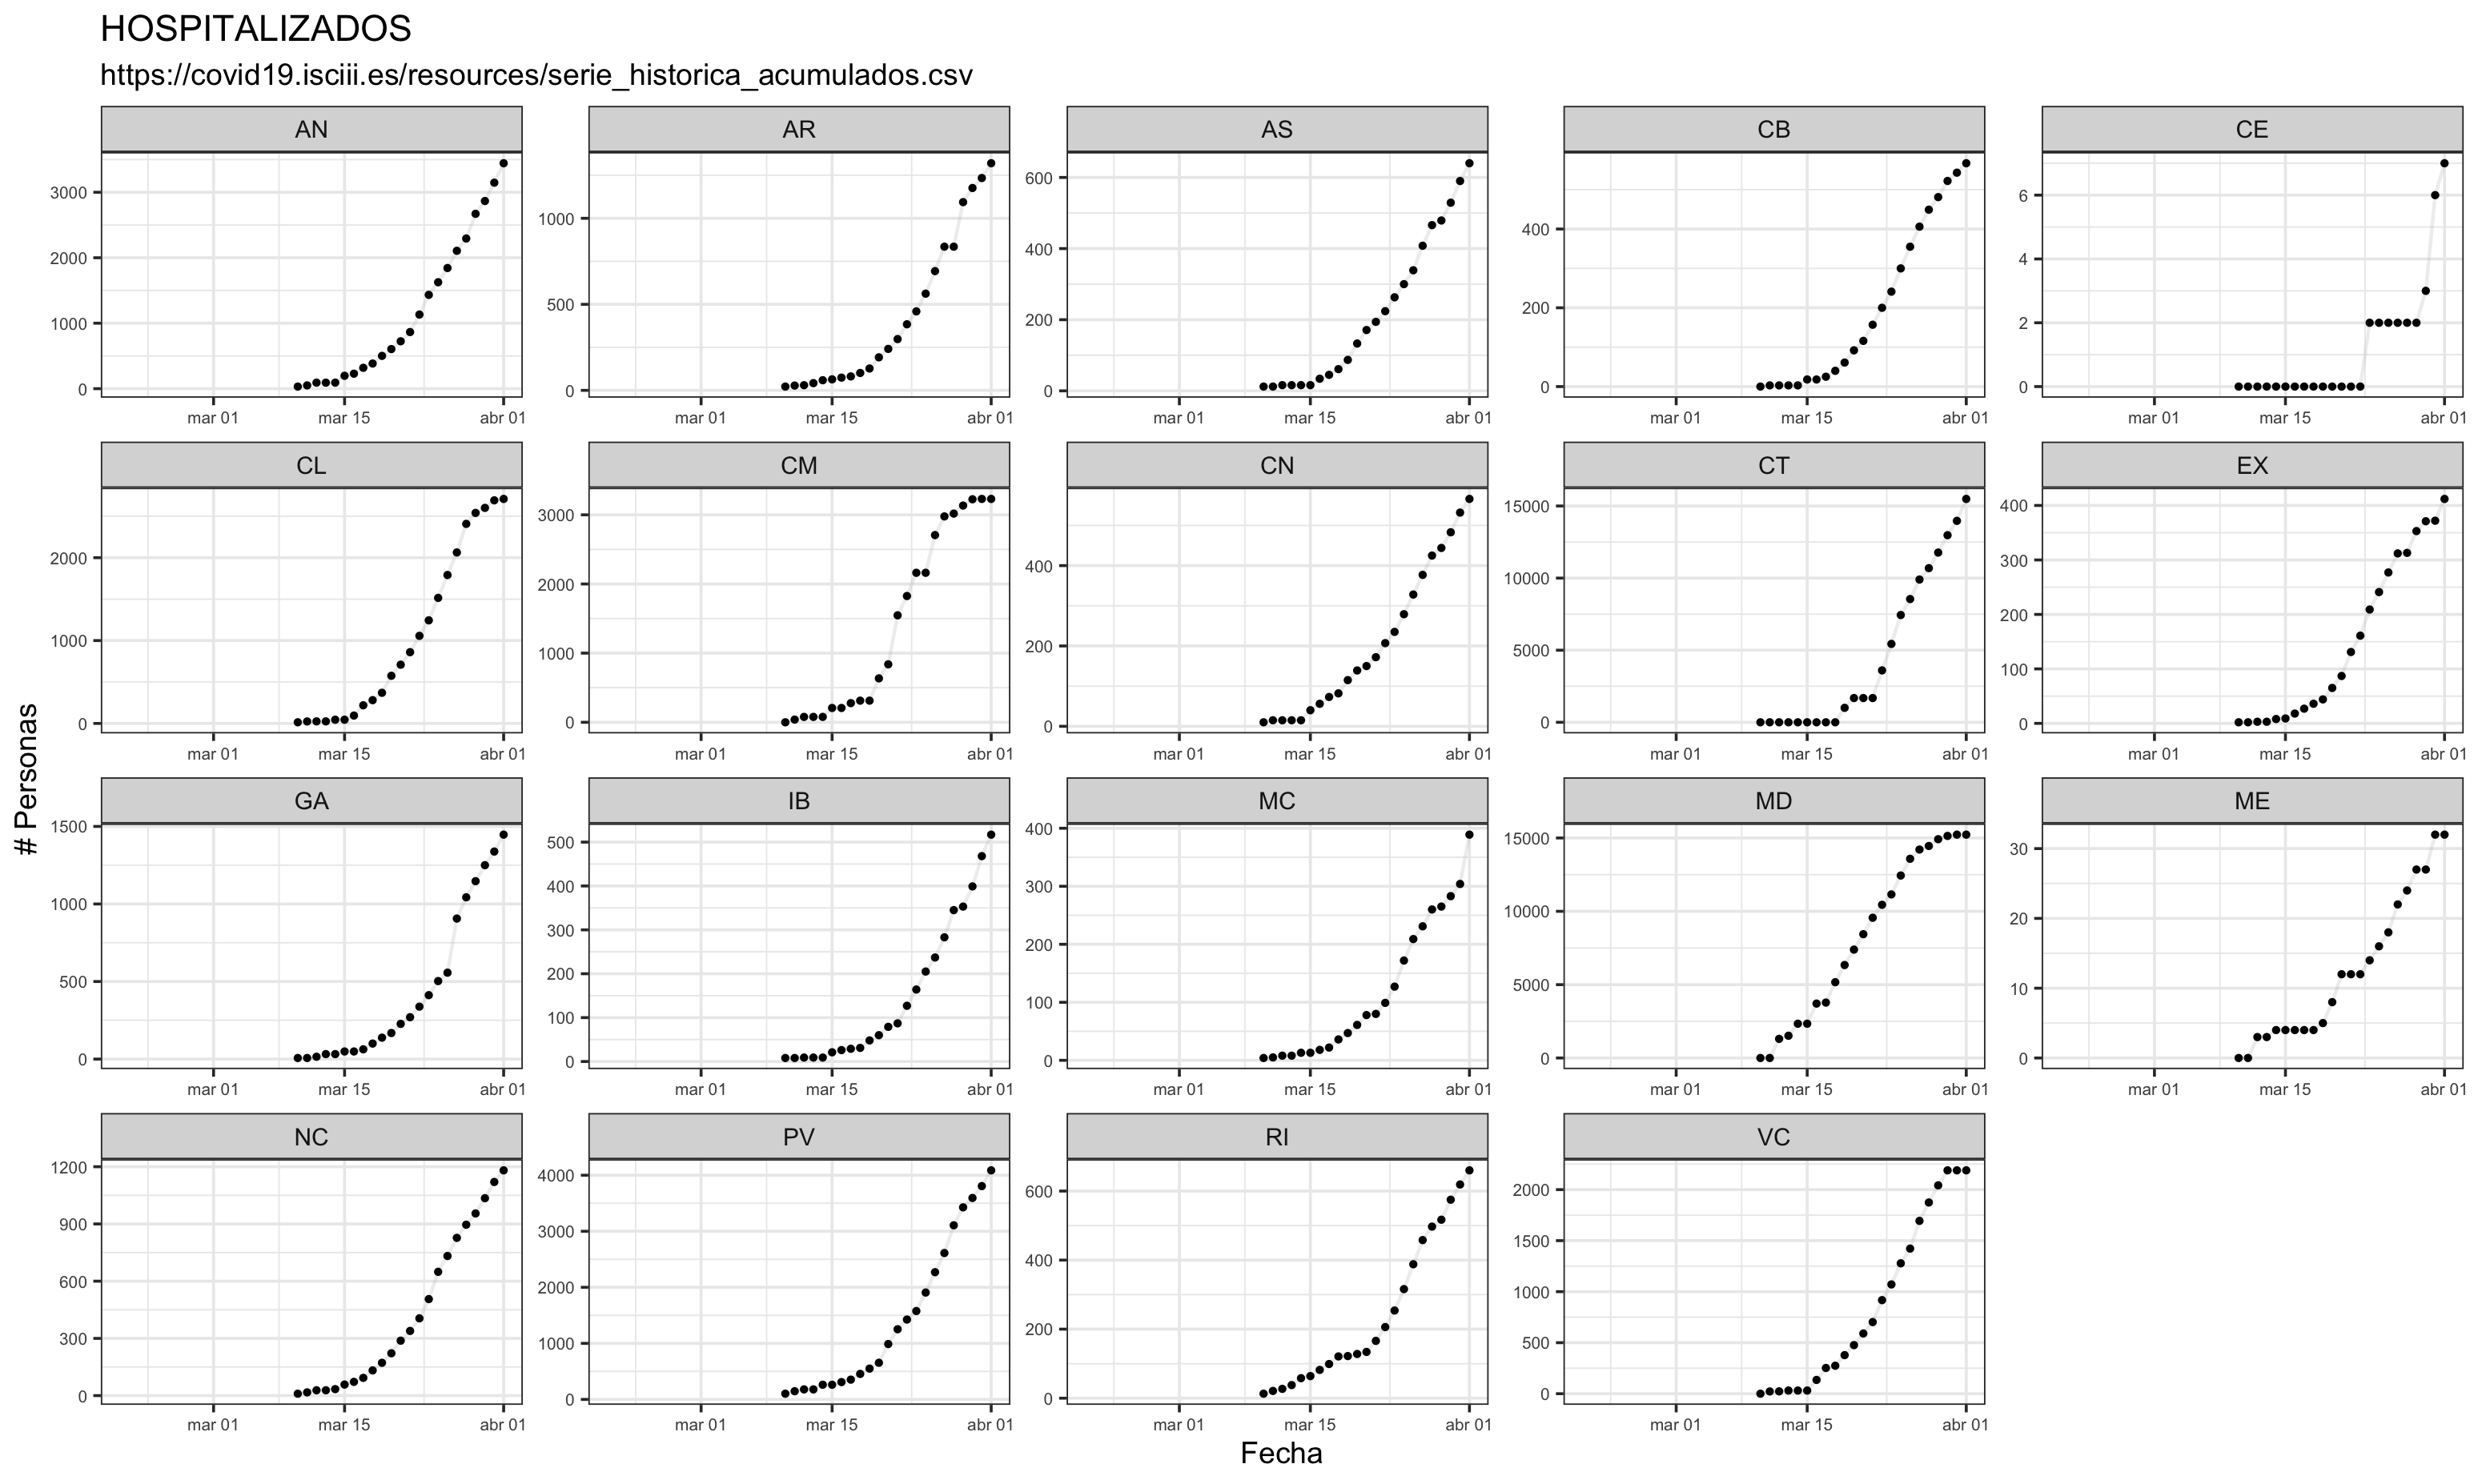 HOSPITALIZADOS
https://covid19.isciii.es/resources/serie_historica_acumulados.csv
# Personas
AN AR AS CB CE
3000 2000 1000 0
1000 500 0
600 400 200 0
400 200 0
6 4 2 0
mar 01 mar 15 abr 01 mar 01 mar 15 abr 01 mar 01 mar 15 abr 01 mar 01 mar 15 abr 01 mar 01 mar 15 abr 01
CL CM CN CT EX
2000 1000 0
3000 2000 1000 0
400 200 0
15000 10000 5000 0
400 300 200 100 0
mar 01 mar 15 abr 01 mar 01 mar 15 abr 01 mar 01 mar 15 abr 01 mar 01 mar 15 abr 01 mar 01 mar 15 abr 01
GA IB MC MD ME
1500 1000 500 0
500 400 300 200 100 0
400 300 200 100 0
15000 10000 5000 0
30 20 10 0
mar 01 mar 15 abr 01 mar 01 mar 15 abr 01 mar 01 mar 15 abr 01 mar 01 mar 15 abr 01 mar 01 mar 15 abr 01
NC PV RI VC
1200 900 600 300 0
4000 3000 2000 1000 0
600 400 200 0
2000 1500 1000 500 0
mar 01 mar 15 abr 01 mar 01 mar 15 abr 01 mar 01 mar 15 abr 01 mar 01 mar 15 abr 01
Fecha